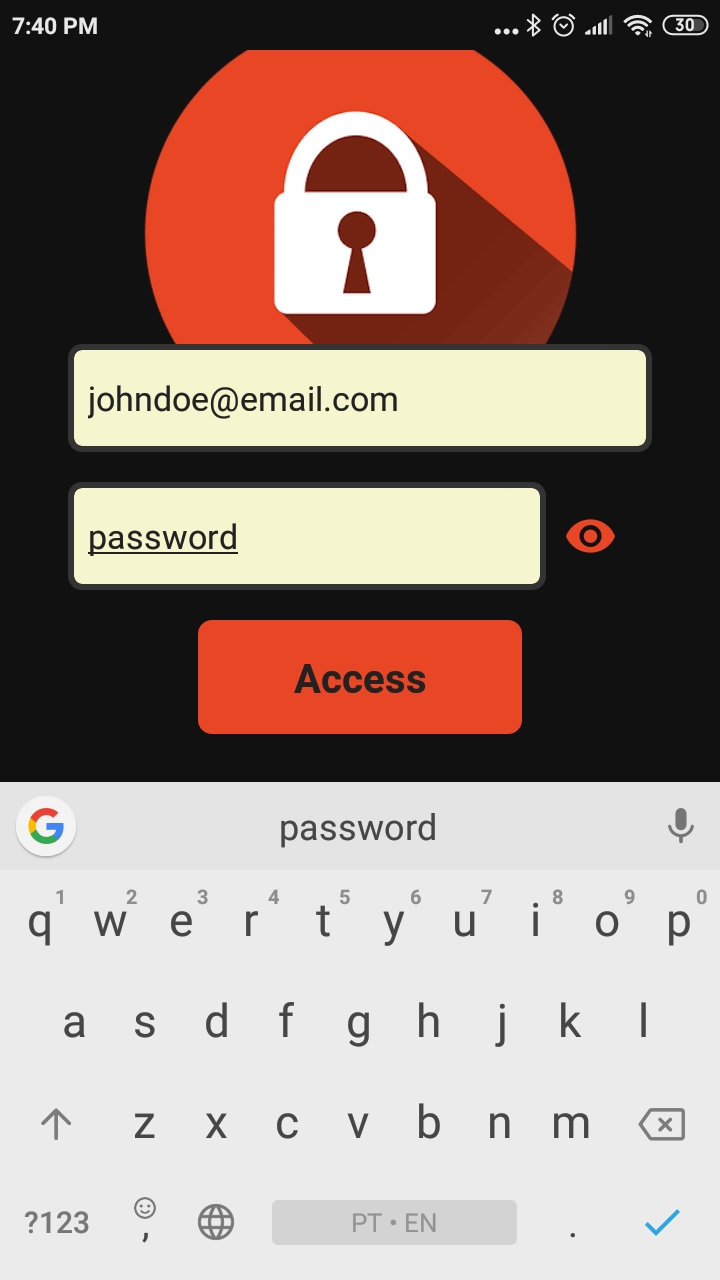 7:40 PM 30
johndoe@email.com
password
Access
password
1 2 3 4 5 6 7 8 9 0
q w e r t y u i o p
a s d f g h j k l
z x c v b n m
?123 , PT • EN .